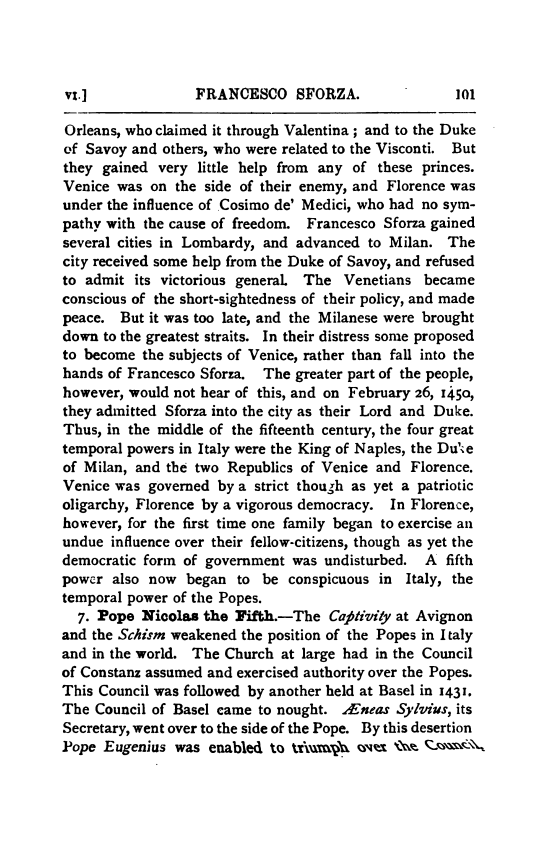 VI.] FRANCESCO SFORZA. 101
Orleans, who claimed it through Valentina ; and to the Duke
of Savoy and others, who were related to the Visconti. But
they gained very little help from any of these princes.
Venice was on the side of their enemy, and Florence was
under the influence of Cosimo de' Medici, who had no sym-
pathy with the cause of freedom. Francesco Sforza gained
several cities in Lombardy, and advanced to Milan. The
city received some help from the Duke of Savoy, and refused
to admit its victorious general. The Venetians became
conscious of the short-sightedness of their policy, and made
peace. But it was too late, and the Milanese were brought
down to the greatest straits. In their distress some proposed
to become the subjects of Venice, rather than fall into the
hands of Francesco Sforza. The greater part of the people,
however, would not hear of this, and on February 26, 1450,
they admitted Sforza into the city as their Lord and Duke.
Thus, in the middle of the fifteenth century, the four great
temporal powers in Italy were the King of Naples, the Duke
of Milan, and the two Republics of Venice and Florence.
Venice was governed by a strict though as yet a patriotic
oligarchy, Florence by a vigorous democracy. In Florence,
however, for the first time one family began to exercise an
undue influence over their fellow-citizens, though as yet the
democratic form of government was undisturbed. A fifth
power also now began to be conspicuous in Italy, the
temporal power of the Popes.
7. Pope Nicolas the Fifth.—The Captivity at Avignon
and the Schism weakened the position of the Popes in Italy
and in the world. The Church at large had in the Council
of Constanz assumed and exercised authority over the Popes.
This Council was followed by another held at Basel in 1431.
The Council of Basel came to nought. Æneas Sylvius, its
Secretary, went over to the side of the Pope. By this desertion
Pope Eugenius was enabled to triumph over the Council,